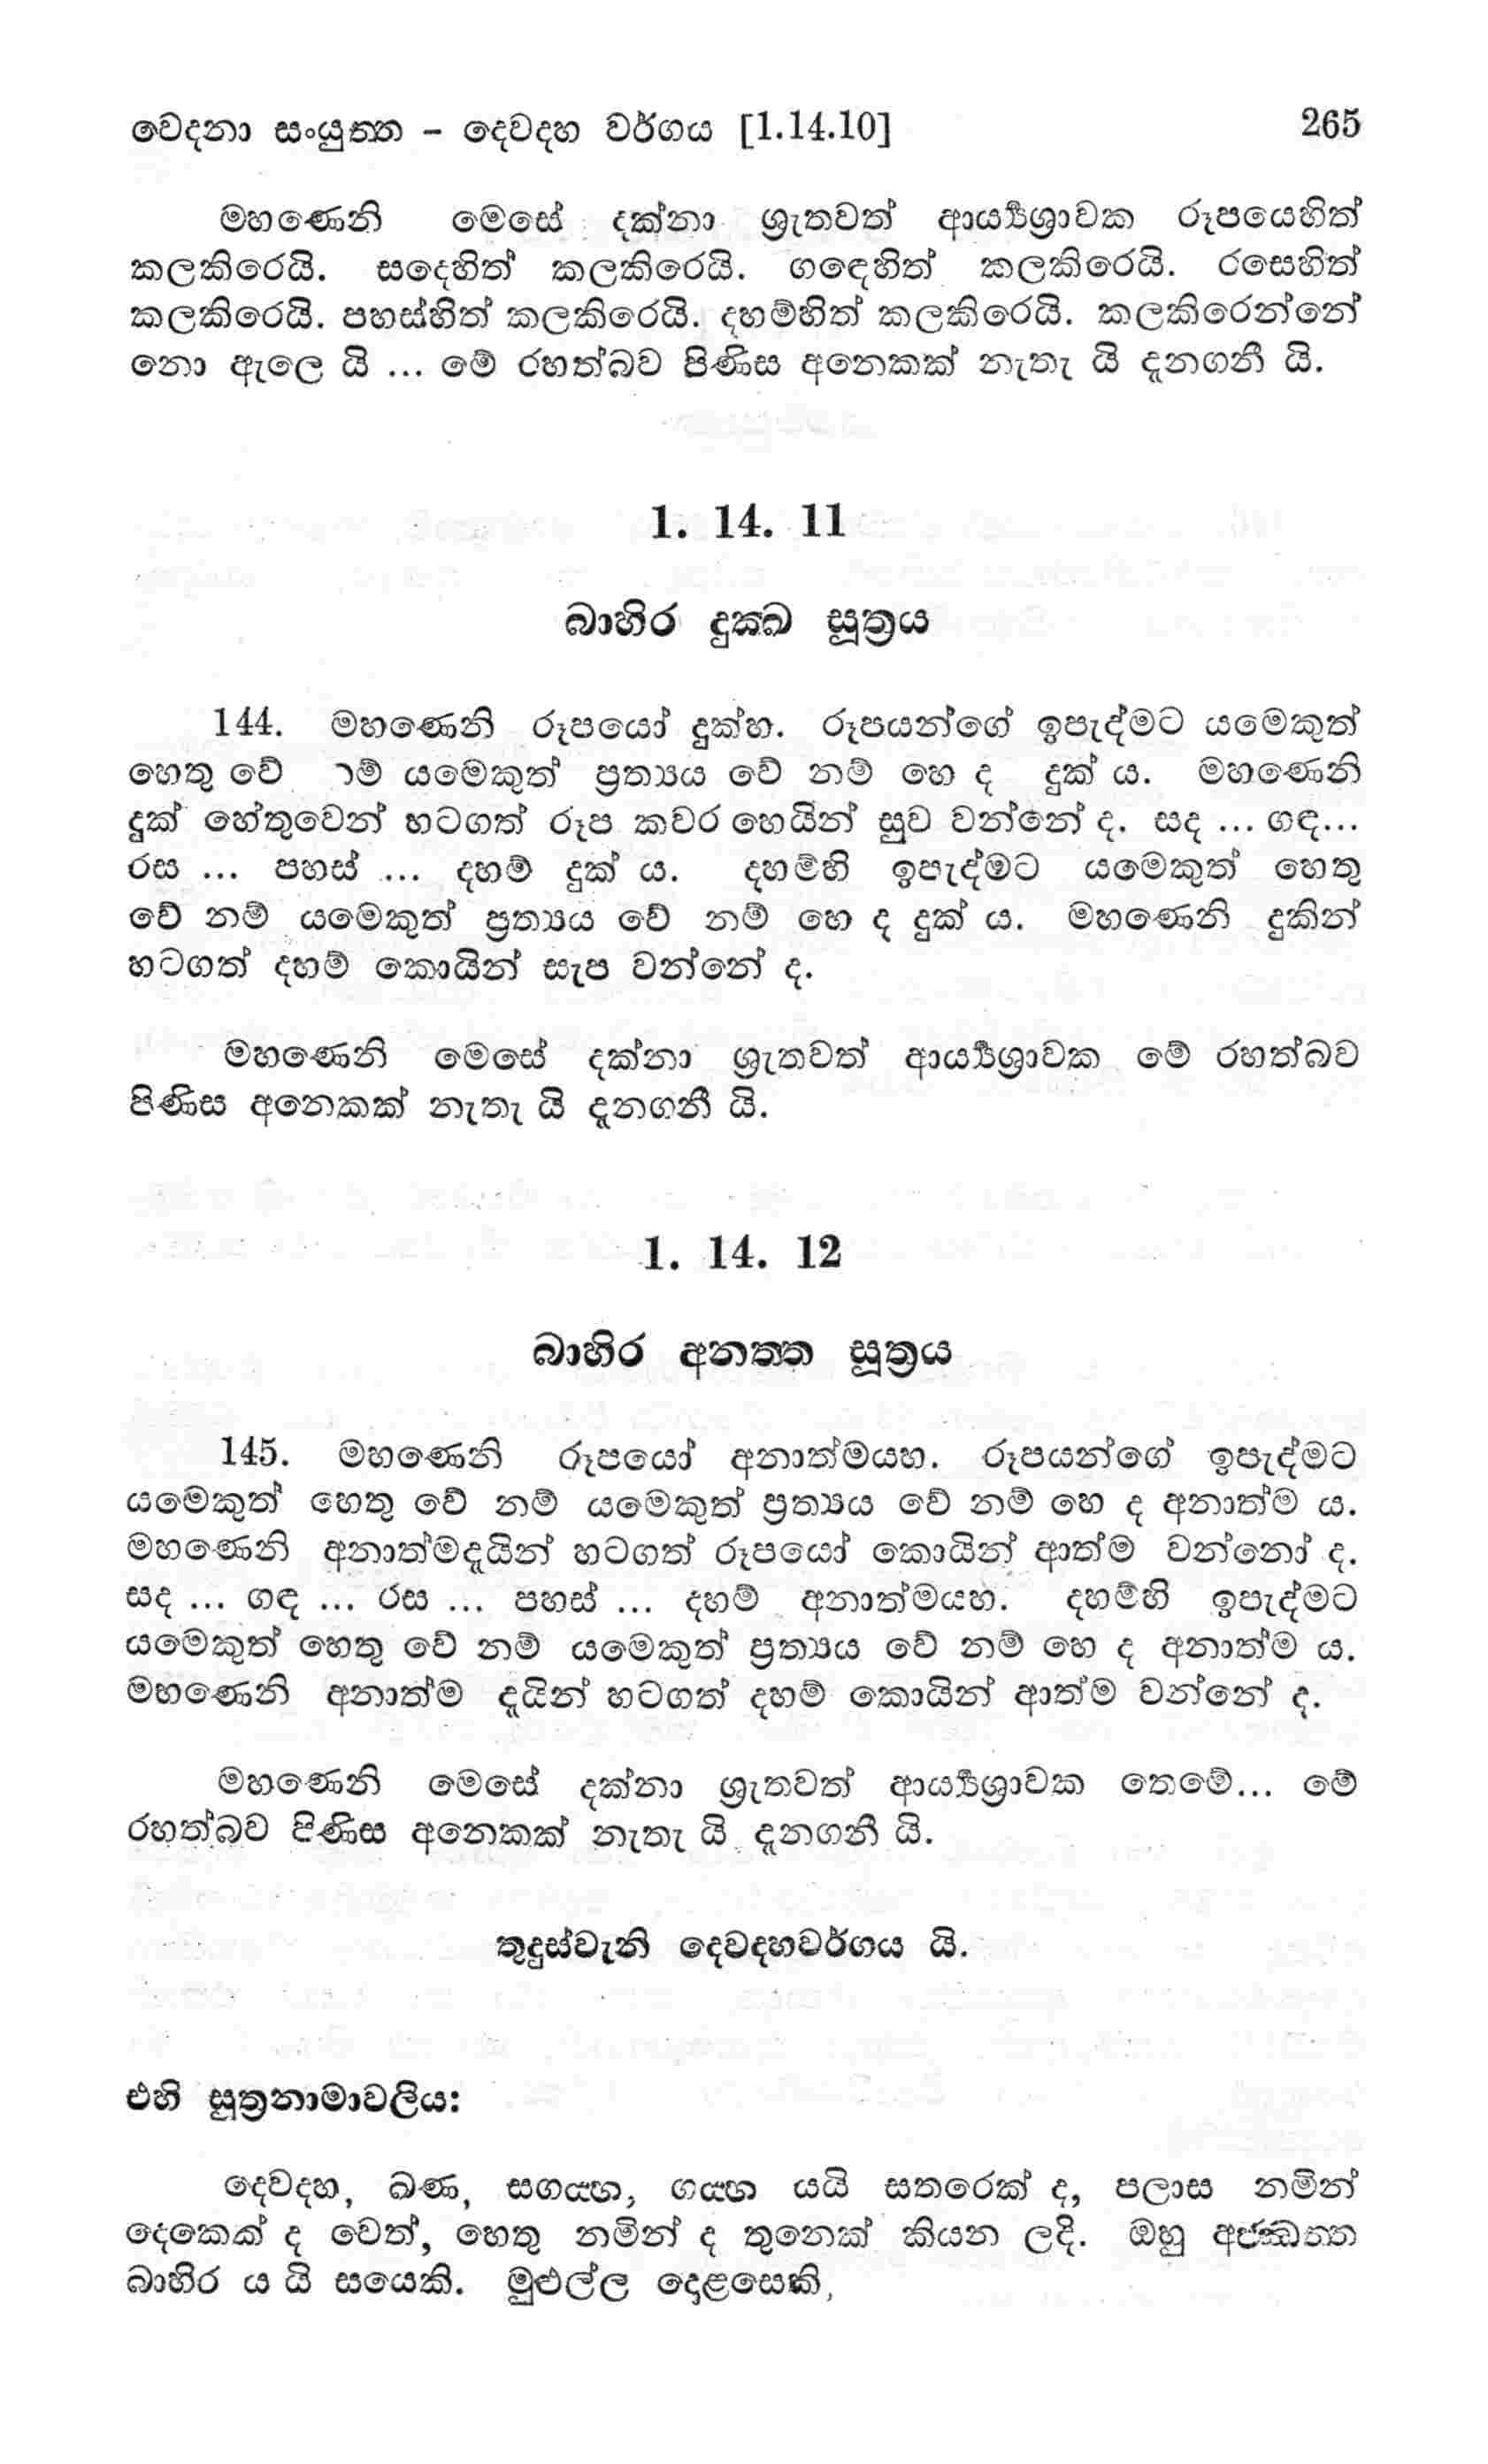 වෙදනා සංයුත්ත - දෙවදහ වර්ගය [1.14.10] 265
මහණෙනි මෙසේ දක්නා ශ්‍රැතවත් ආර්‍ය්‍යශ්‍රාවක රූපයෙහිත්
කලකිරෙයි. සදෙහිත් කලකිරෙයි. ගඳෙහිත් කලකිරෙයි. රසෙහිත්
කලකිරෙයි. පහස්හිත් කලකිරෙයි. දහම්හිත් කලකිරෙයි. කලකිරෙන්නේ
නො ඇලෙ යි ... මේ රහත්බව පිණිස අනෙකක් නැතැ යි දැනගනී යි.
1. 14. 11
බාහිර දුක්ඛ සූත්‍රය
144. මහණෙනි රූපයෝ දුක්හ. රූපයන්ගේ ඉපැද්මට යමෙකුත්
හෙතු වේ ාම් යමෙකුත් ප්‍රත්‍යය වේ නම් හෙ ද දුක් ය. මහණෙනි
දුක් හේතුවෙන් හටගත් රූප කවර හෙයින් සුව වන්නේ ද. සද ... ගඳ...
රස ... පහස් ... දහම් දුක් ය. දහම්හි ඉපැද්මට යමෙකුත් හෙතු
වේ නම් යමෙකුත් ප්‍රත්‍යය වේ නම් හෙ ද දුක් ය. මහණෙනි දුකින්
හටගත් දහම් කොයින් සැප වන්නේ ද.
මහණෙනි මෙසේ දක්නා ශ්‍රැතවත් ආර්‍ය්‍යශ්‍රාවක මේ රහත්බව
පිණිස අනෙකක් නැතැ යි දැනගනී යි.
1. 14. 12
බාහිර අනත්ත සූත්‍රය
145. මහණෙනි රූපයෝ අනාත්මයහ. රූපයන්ගේ ඉපැද්මට
යමෙකුත් හෙතු වේ නම් යමෙකුත් ප්‍රත්‍යය වේ නම් හෙ ද අනාත්ම ය.
මහණෙනි අනාත්මදැයින් හටගත් රූපයෝ කොයින් ආත්ම වන්නෝ ද.
සද ... ගඳ ... රස ... පහස් ... දහම් අනාත්මයහ. දහම්හි ඉපැද්මට
යමෙකුත් හෙතු වේ නම් යමෙකුත් ප්‍රත්‍යය වේ නම් හෙ ද අනාත්ම ය.
මහණෙනි අනාත්ම දැයින් හටගත් දහම් කොයින් ආත්ම වන්නේ ද.
මහණෙනි මෙසේ දක්නා ශ්‍රැතවත් ආර්‍ය්‍යශ්‍රාවක තෙමේ... මේ
රහත්බව පිණිස අනෙකක් නැතැ යි දැනගනී යි.
තුදුස්වැනි දෙවදහවර්ගය යි.
එහි සූත්‍රනාමාවලිය:
දෙවදහ, ඛණ, සගය්හ, ගය්හ යයි සතරෙක් ද, පලාස නමින්
දෙකෙක් ද වෙත්, හෙතු නමින් ද තුනෙක් කියන ලදි. ඔහු අජ්ඣත්ත
බාහිර ය යි සයෙකි. මුළුල්ල දොළසෙකි,